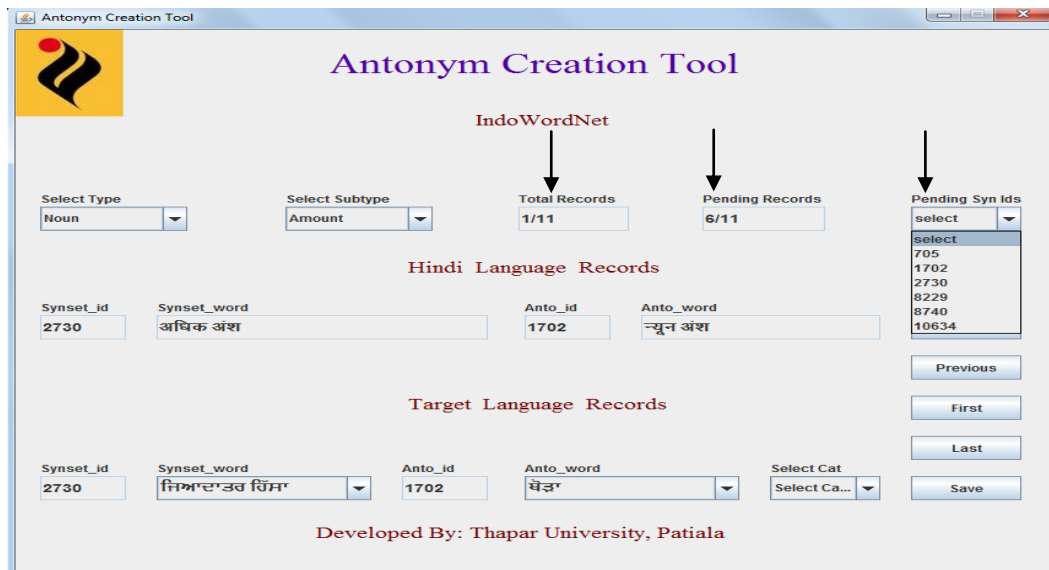 Antonym Creation Tool
Antonym Creation Tool
IndoWordNet
Select Type Select Subtype Total Records Pending Records Pending Syn Ids
Noun Amount 1/11 6/11 select
select
705
1702
2730
8229
8740
10634
Hindi Language Records
Synset_id Synset_word Anto_id Anto_word
2730 अधिक अंश 1702 न्यून अंश
Previous
Target Language Records
First
Last
Synset_id Synset_word Anto_id Anto_word Select Cat
2730 ਜਿਆਦਾਤਰ ਹਿੱਸਾ 1702 ਥੋੜਾ Select Ca... Save
Developed By: Thapar University, Patiala